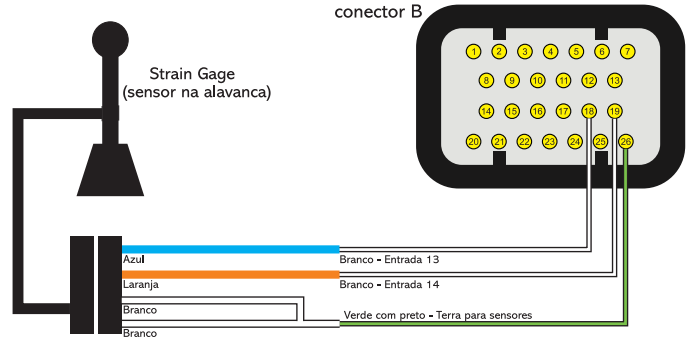 conector B
Strain Gage
(sensor na alavanca)
1 2 3 4 5 6 7
8 9 10 11 12 13
14 15 16 17 18 19
20 21 22 23 24 25 26
Azul Branco - Entrada 13
Laranja Branco - Entrada 14
Branco
Verde com preto - Terra para sensores
Branco